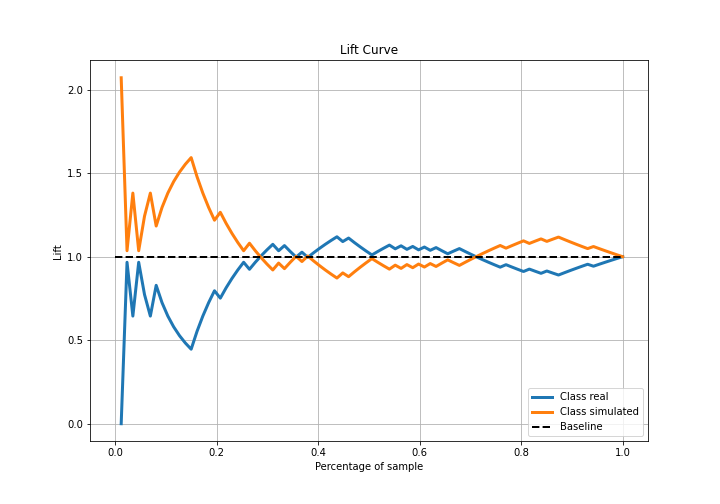 Lift Curve
2.0
1.5
1.0
0.5
0.0
Lift
0.0 0.2 0.4 0.6 0.8 1.0
Percentage of sample
Class real
Class simulated
Baseline